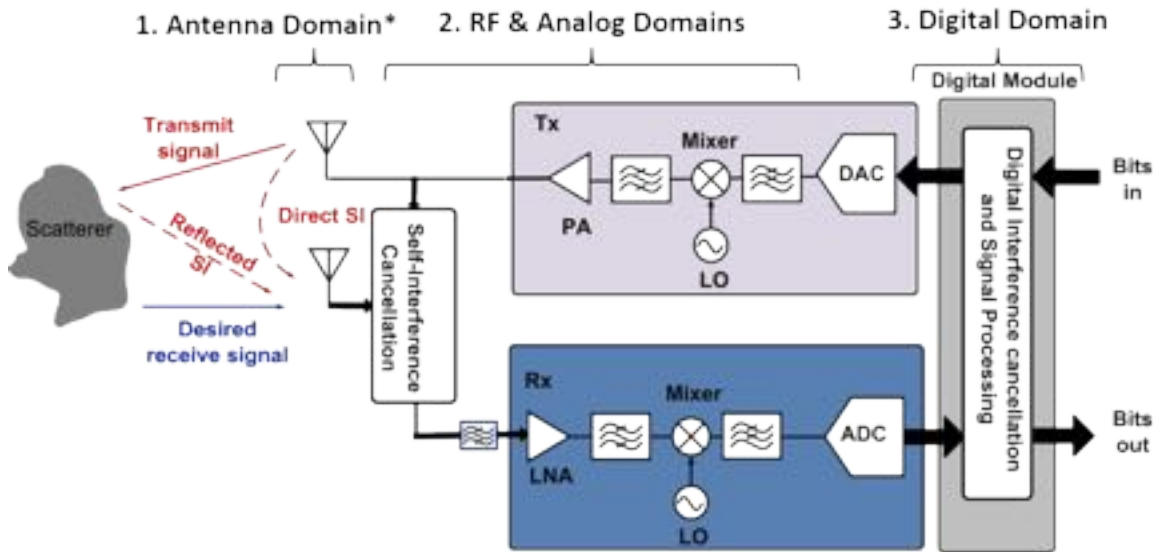 1. Antenna Domain*
2. RF & Analog Domains
3. Digital Domain
Digital Module
Transmit
signal
Scatterer
Direct SI
Reflected
SI
Desired
receive signal
Self-Interference
Cancellation
Tx
PA
Mixer
LO
DAC
Rx
LNA
Mixer
LO
ADC
Digital Interference cancellation
and Signal Processing
Bits
in
Bits
out